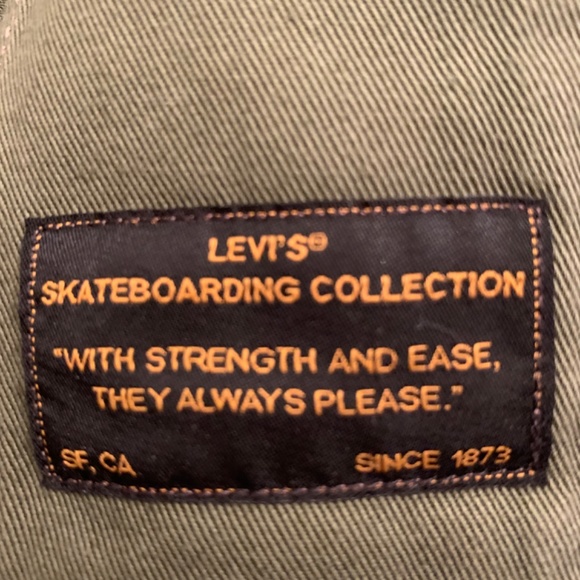 LEVI'S®
SKATEBOARDING COLLECTION
"WITH STRENGTH AND EASE,
THEY ALWAYS PLEASE."
SF, CA SINCE 1873